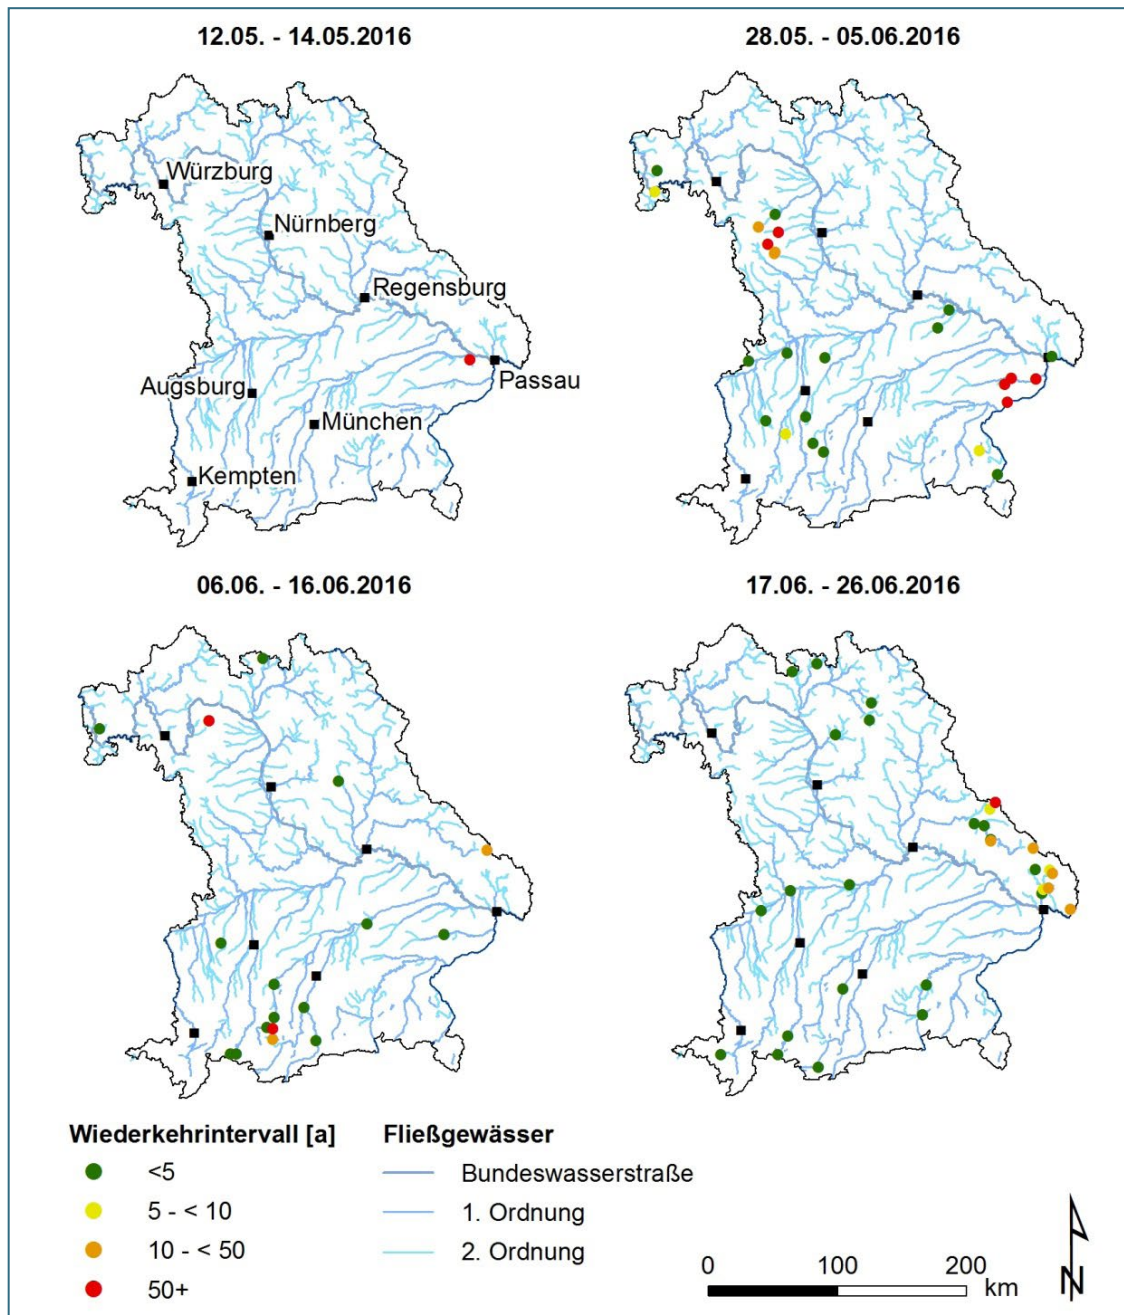 12.05. - 14.05.2016
28.05. - 05.06.2016
Würzburg
Nürnberg
Regensburg
Augsburg
Passau
München
Kempten
06.06. - 16.06.2016
17.06. - 26.06.2016
Wiederkehrintervall [a]
<5
5 - < 10
10 - < 50
50+
Fließgewässer
Bundeswasserstraße
1. Ordnung
2. Ordnung
0 100 200
km
N